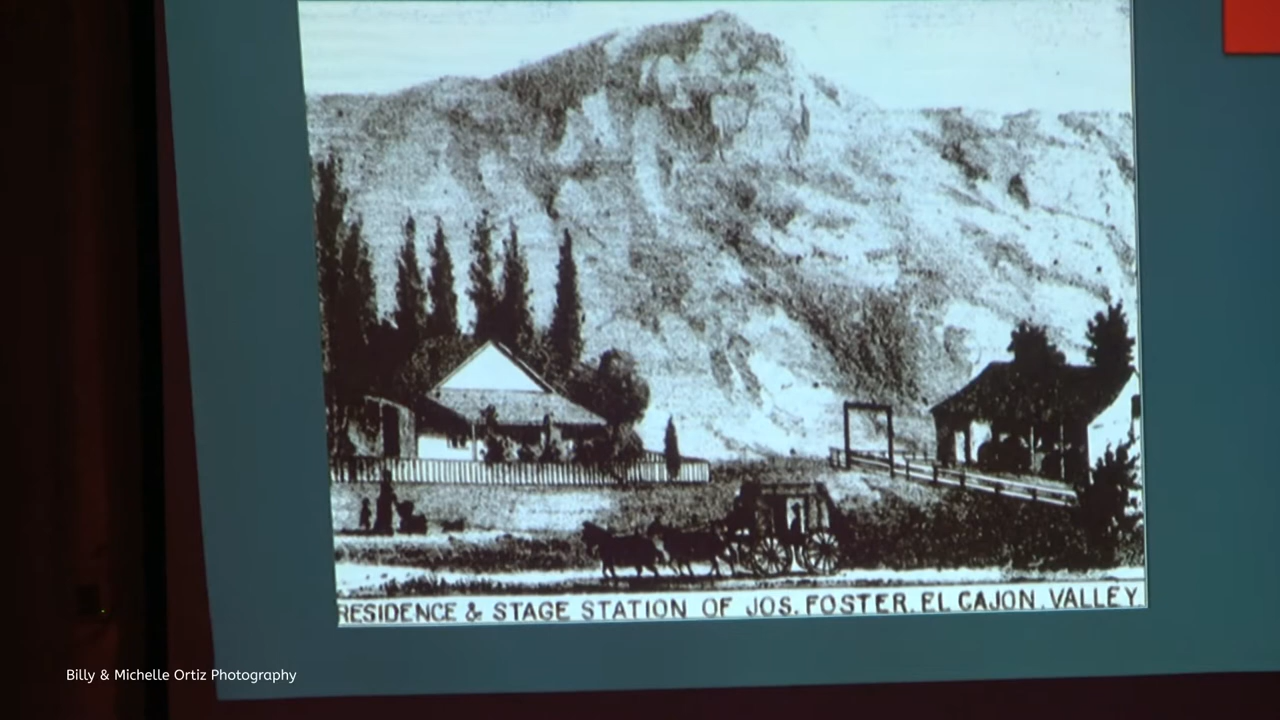 RESIDENCE & STAGE STATION OF JOS. FOSTER. EL CAJON. VALLEY
Billy & Michelle Ortiz Photography